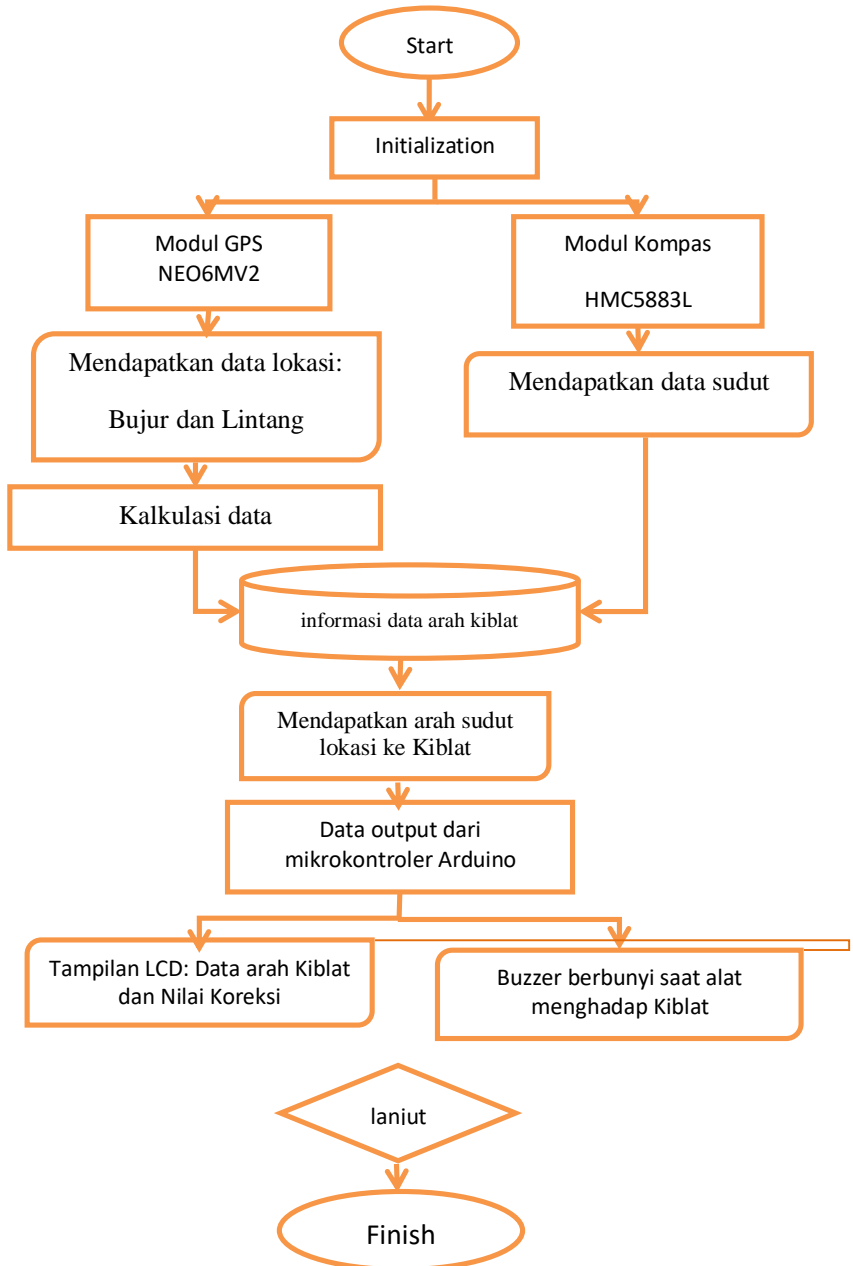 Start
Initialization
Modul GPS
NEO6MV2
Modul Kompas
HMC5883L
Mendapatkan data lokasi:
Bujur dan Lintang
Mendapatkan data sudut
Kalkulasi data
informasi data arah kiblat
Mendapatkan arah sudut
lokasi ke Kiblat
Data output dari
mikrokontroler Arduino
Tampilan LCD: Data arah Kiblat
dan Nilai Koreksi
Buzzer berbunyi saat alat
menghadap Kiblat
lanjut
Finish